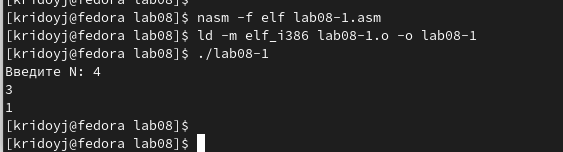 [kridoyj@fedora lab08]$ nasm -f elf lab08-1.asm
[kridoyj@fedora lab08]$ ld -m elf_i386 lab08-1.o -o lab08-1
[kridoyj@fedora lab08]$ ./lab08-1
Введите N: 4
3
1
[kridoyj@fedora lab08]$
[kridoyj@fedora lab08]$